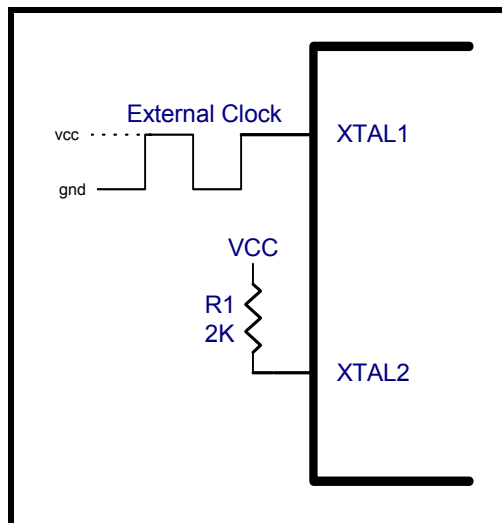 External Clock
vcc
XTAL1
gnd
VCC
R1
2K
XTAL2